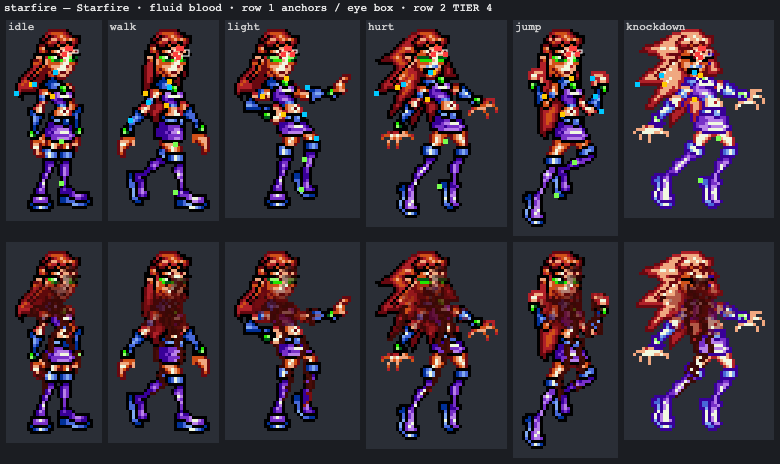 starfire — Starfire · fluid blood · row 1 anchors / eye box · row 2 TIER 4
idle
walk
light
hurt
jump
knockdown